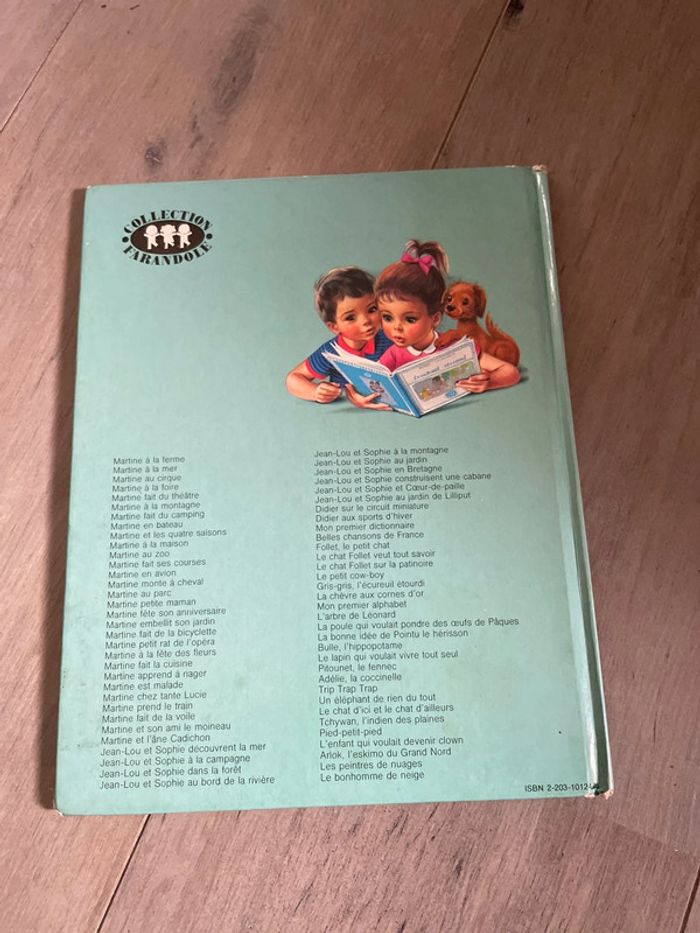 COLLECTION
FARANDOLE
Martine à la ferme
Martine à la mer
Martine au cirque
Martine à la foire
Martine fait du théâtre
Martine à la montagne
Martine fait du camping
Martine en bateau
Martine et les quatre saisons
Martine à la maison
Martine au zoo
Martine fait ses courses
Martine en avion
Martine monte à cheval
Martine au parc
Martine petite maman
Martine fête son anniversaire
Martine embellit son jardin
Martine fait de la bicyclette
Martine petit rat de l'opéra
Martine à la fête des fleurs
Martine fait la cuisine
Martine apprend à nager
Martine est malade
Martine chez tante Lucie
Martine prend le train
Martine fait de la voile
Martine et son ami le moineau
Martine et l'âne Cadichon
Jean-Lou et Sophie découvrent la mer
Jean-Lou et Sophie à la campagne
Jean-Lou et Sophie dans la forêt
Jean-Lou et Sophie au bord de la rivière
Jean-Lou et Sophie à la montagne
Jean-Lou et Sophie au jardin
Jean-Lou et Sophie en Bretagne
Jean-Lou et Sophie construisent une cabane
Jean-Lou et Sophie et Cœur-de-paille
Jean-Lou et Sophie au jardin de Lilliput
Didier sur le circuit miniature
Didier aux sports d'hiver
Mon premier dictionnaire
Belles chansons de France
Follet, le petit chat
Le chat Follet veut tout savoir
Le chat Follet sur la patinoire
Le petit cow-boy
Gris-gris, l'écureuil étourdi
La chèvre aux cornes d'or
Mon premier alphabet
L'arbre de Léonard
La poule qui voulait pondre des œufs de Pâques
La bonne idée de Pointu le hérisson
Bulle, l'hippopotame
Le lapin qui voulait vivre tout seul
Pitounet, le fennec
Adélie, la coccinelle
Trip Trap Trap
Un éléphant de rien du tout
Le chat d'ici et le chat d'ailleurs
Tchywan, l'indien des plaines
Pied-petit-pied
L'enfant qui voulait devenir clown
Arlok, l'eskimo du Grand Nord
Les peintres de nuages
Le bonhomme de neige
ISBN 2-203-1012